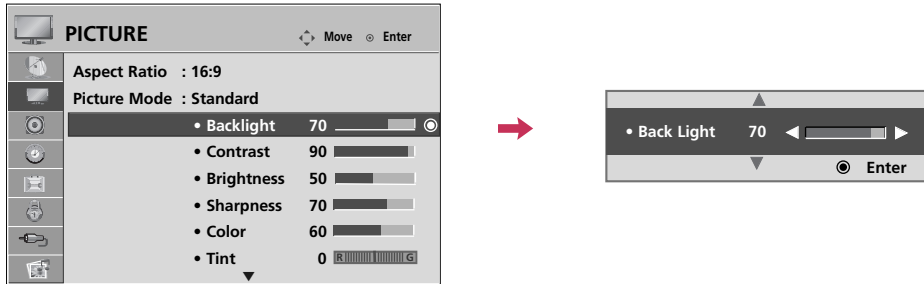 PICTURE
Move Enter
Aspect Ratio : 16:9
Picture Mode : Standard
• Backlight 70
• Contrast 90
• Brightness 50
• Sharpness 70
• Color 60
• Tint 0 R G
• Back Light 70
Enter